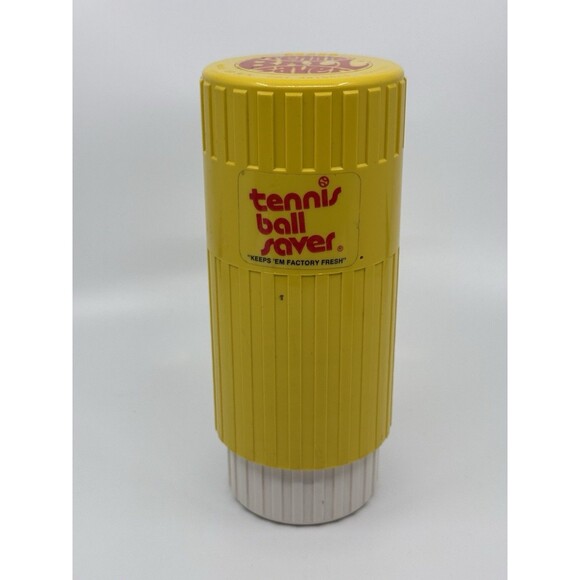 tennis
ball
saver®
"KEEPS 'EM FACTORY FRESH"